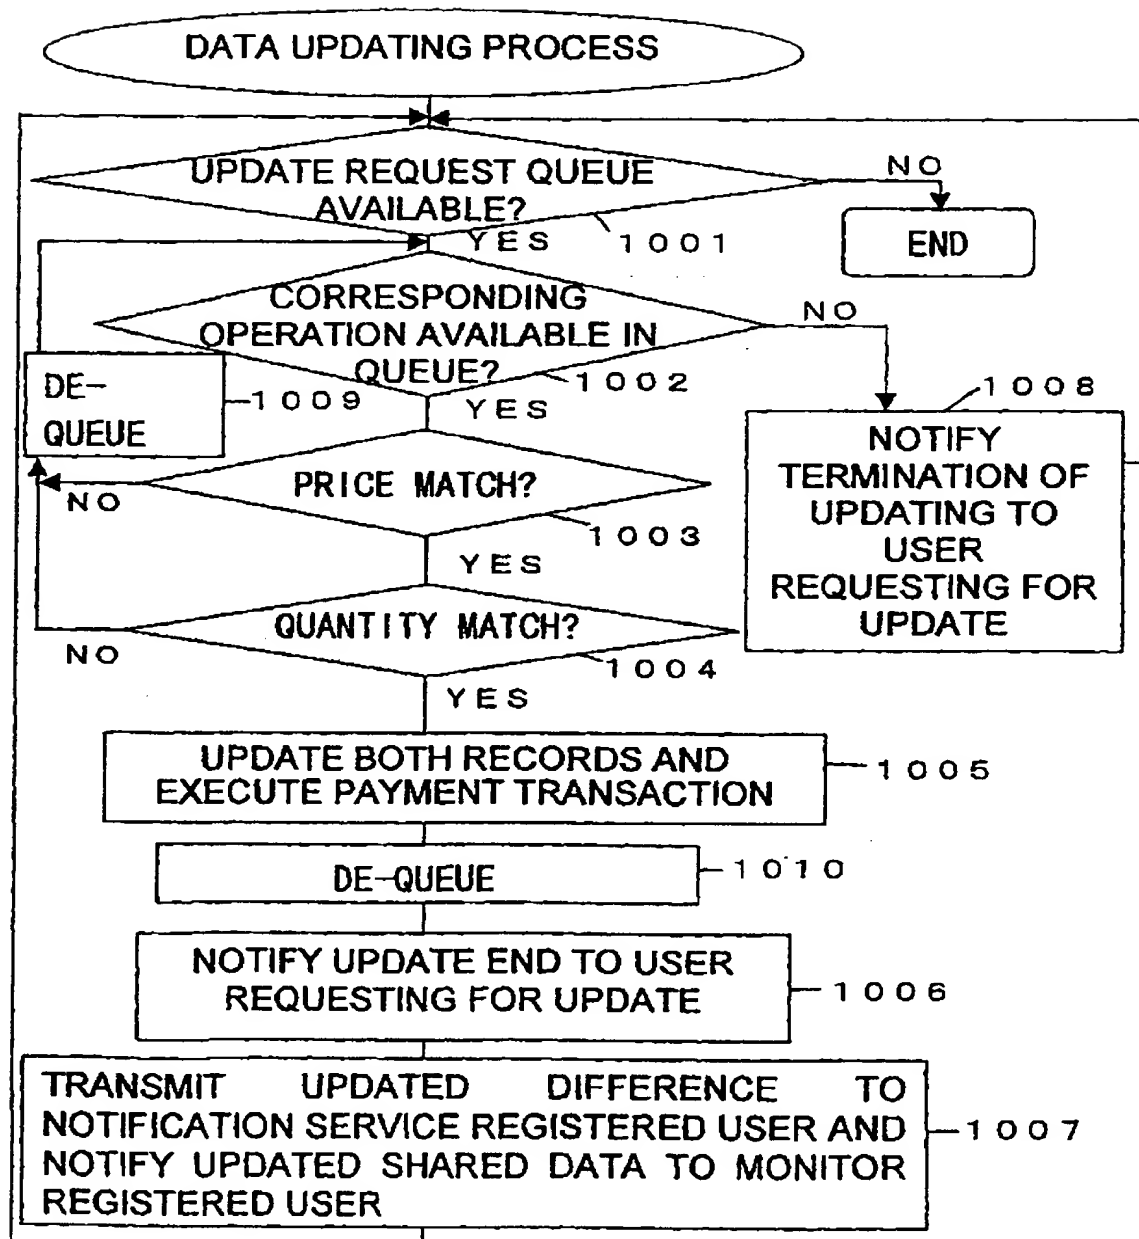 DATA UPDATING PROCESS
UPDATE REQUEST QUEUE
AVAILABLE?
NO
1001
YES
END
CORRESPONDING
OPERATION AVAILABLE IN
QUEUE?
NO
1002
YES
DE-
QUEUE
1009
1008
NOTIFY
TERMINATION OF
UPDATING TO
USER
REQUESTING FOR
UPDATE
PRICE MATCH?
NO
1003
YES
QUANTITY MATCH?
NO
1004
YES
UPDATE BOTH RECORDS AND
EXECUTE PAYMENT TRANSACTION
1005
DE-QUEUE
1010
NOTIFY UPDATE END TO USER
REQUESTING FOR UPDATE
1006
TRANSMIT UPDATED DIFFERENCE TO
NOTIFICATION SERVICE REGISTERED USER AND
NOTIFY UPDATED SHARED DATA TO MONITOR
REGISTERED USER
1007